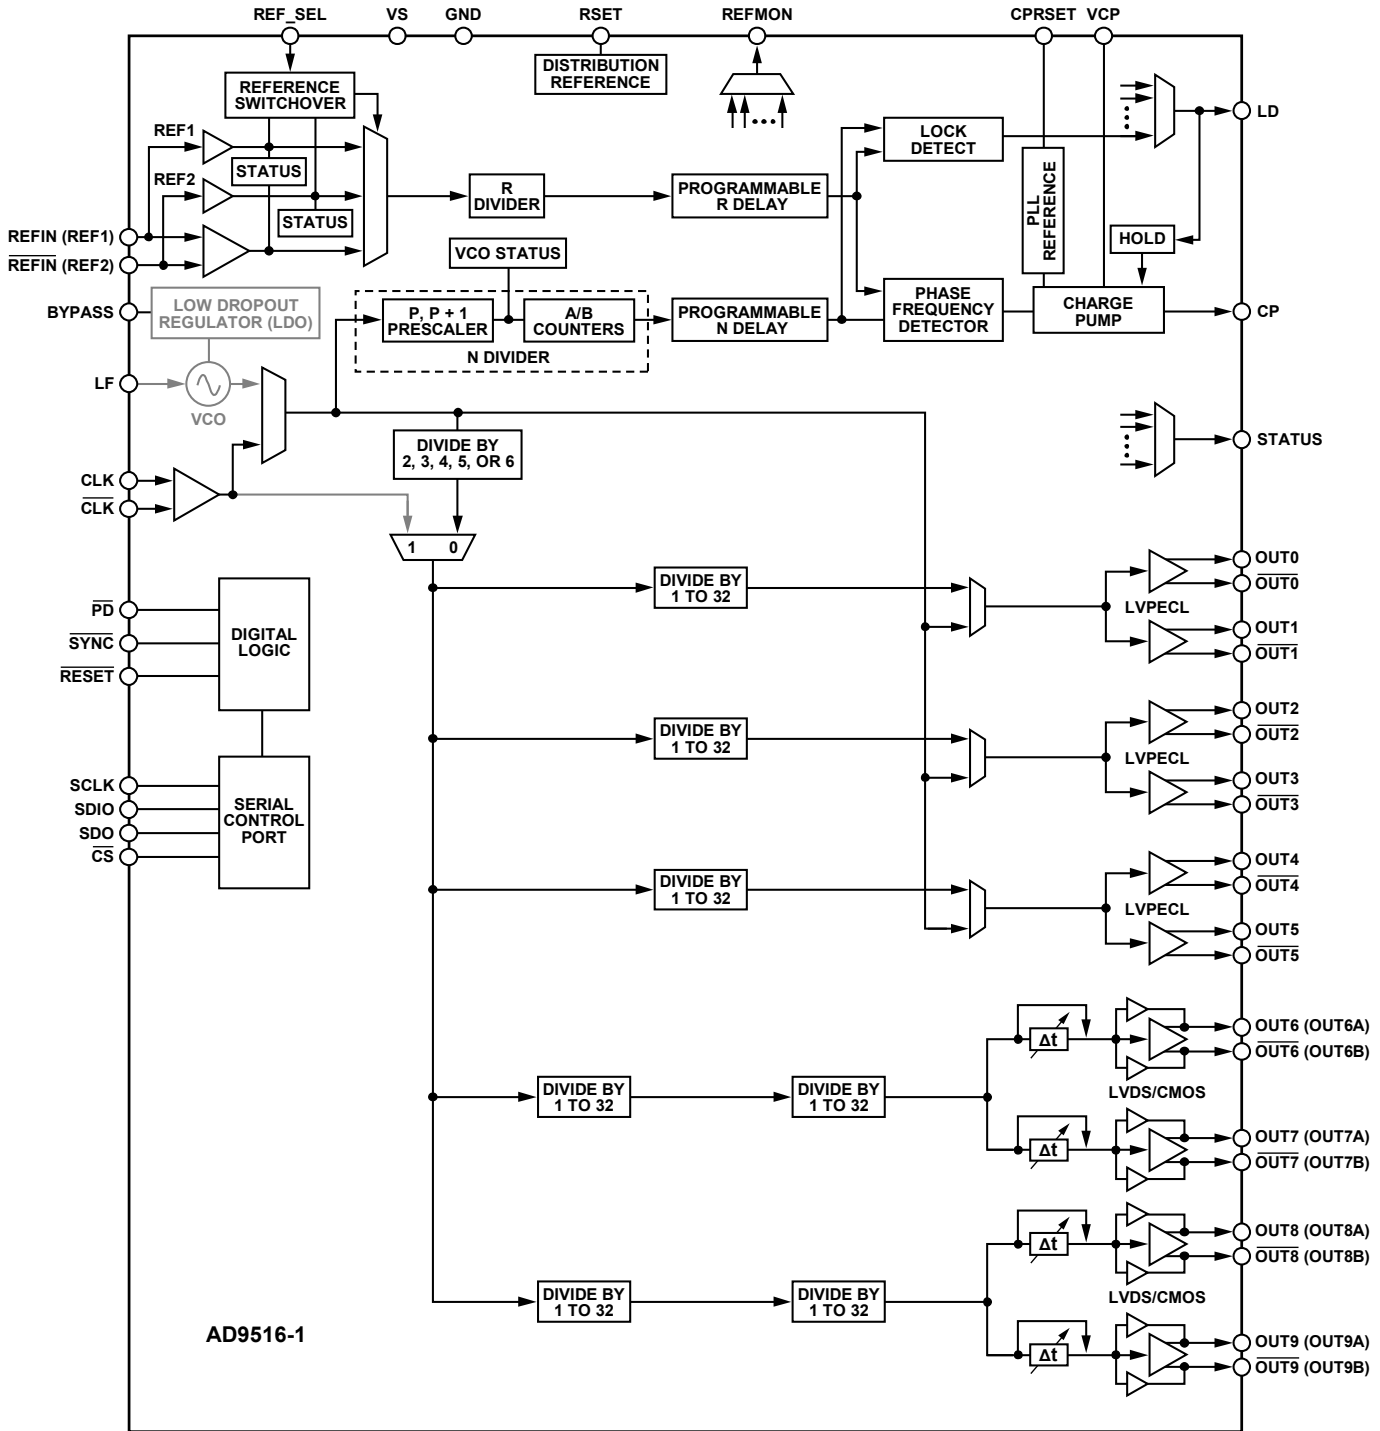 REF_SEL
VS
GND
RSET
REFMON
CPRSET
VCP
DISTRIBUTION
REFERENCE
REFERENCE
SWITCHOVER
LD
REF1
STATUS
REF2
STATUS
R
DIVIDER
PROGRAMMABLE
R DELAY
LOCK
DETECT
PLL
REFERENCE
HOLD
REFIN (REF1)
REFIN (REF2)
VCO STATUS
BYPASS
LOW DROPOUT
REGULATOR (LDO)
P, P + 1
PRESCALER
A/B
COUNTERS
N DIVIDER
PROGRAMMABLE
N DELAY
PHASE
FREQUENCY
DETECTOR
CHARGE
PUMP
CP
LF
VCO
STATUS
DIVIDE BY
2, 3, 4, 5, OR 6
CLK
CLK
1 0
DIVIDE BY
1 TO 32
LVPECL
OUT0
OUT0
OUT1
OUT1
PD
SYNC
RESET
DIGITAL
LOGIC
DIVIDE BY
1 TO 32
LVPECL
OUT2
OUT2
OUT3
OUT3
SCLK
SDIO
SDO
CS
SERIAL
CONTROL
PORT
DIVIDE BY
1 TO 32
LVPECL
OUT4
OUT4
OUT5
OUT5
DIVIDE BY
1 TO 32
DIVIDE BY
1 TO 32
Δt
OUT6 (OUT6A)
OUT6 (OUT6B)
LVDS/CMOS
Δt
OUT7 (OUT7A)
OUT7 (OUT7B)
DIVIDE BY
1 TO 32
DIVIDE BY
1 TO 32
Δt
OUT8 (OUT8A)
OUT8 (OUT8B)
LVDS/CMOS
Δt
OUT9 (OUT9A)
OUT9 (OUT9B)
AD9516-1